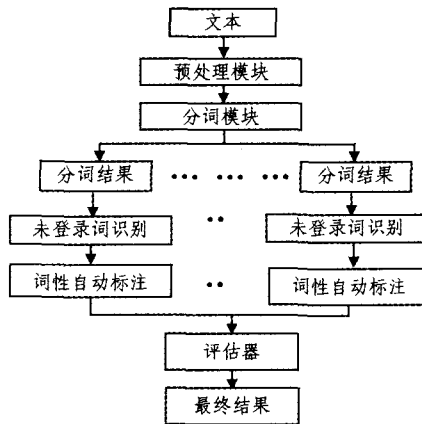 文本
预处理模块
分词模块
分词结果 ••• ••• ••• 分词结果
未登录词识别 •• 未登录词识别
词性自动标注 •• 词性自动标注
评估器
最终结果